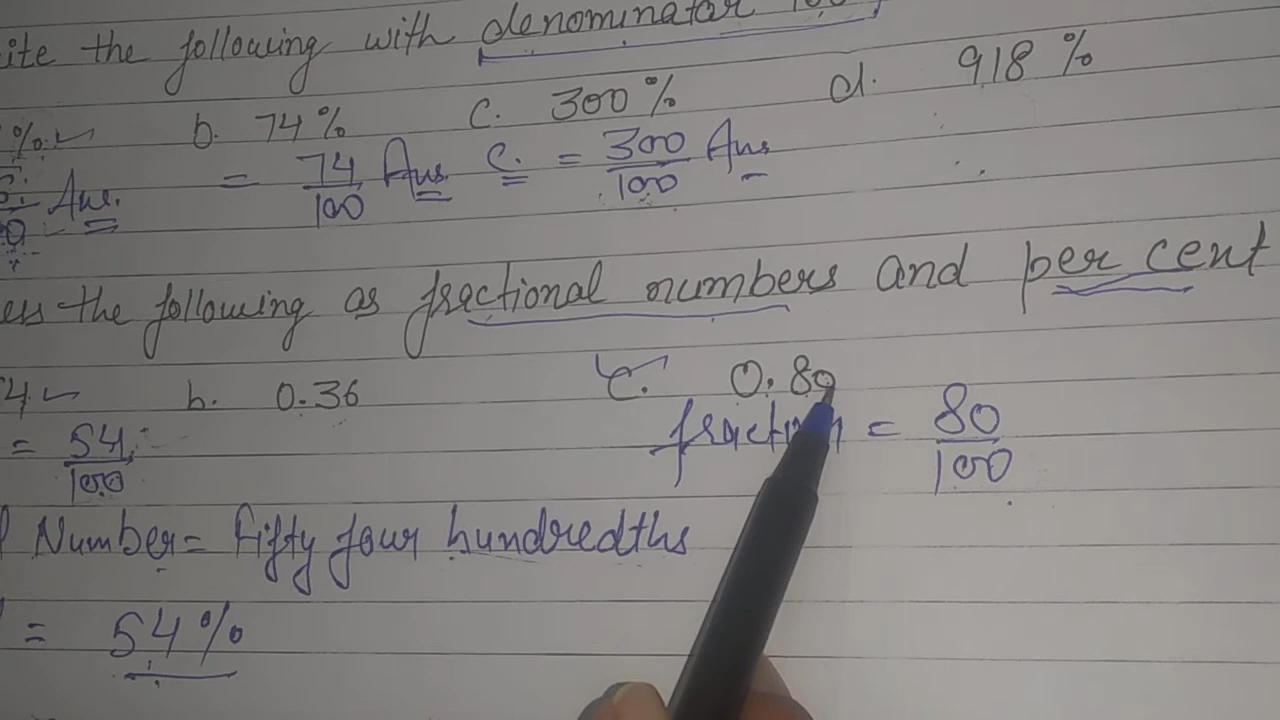 ite the following with denominator
%. b. 74% c. 300% d. 918%
Ans. = 74/100 Ans. c. = 300/100 Ans
ess the following as fractional numbers and per cent
4 b. 0.36 c. 0.80
= 54/100 fraction = 80/100
Number = Fifty four hundredths
= 54%